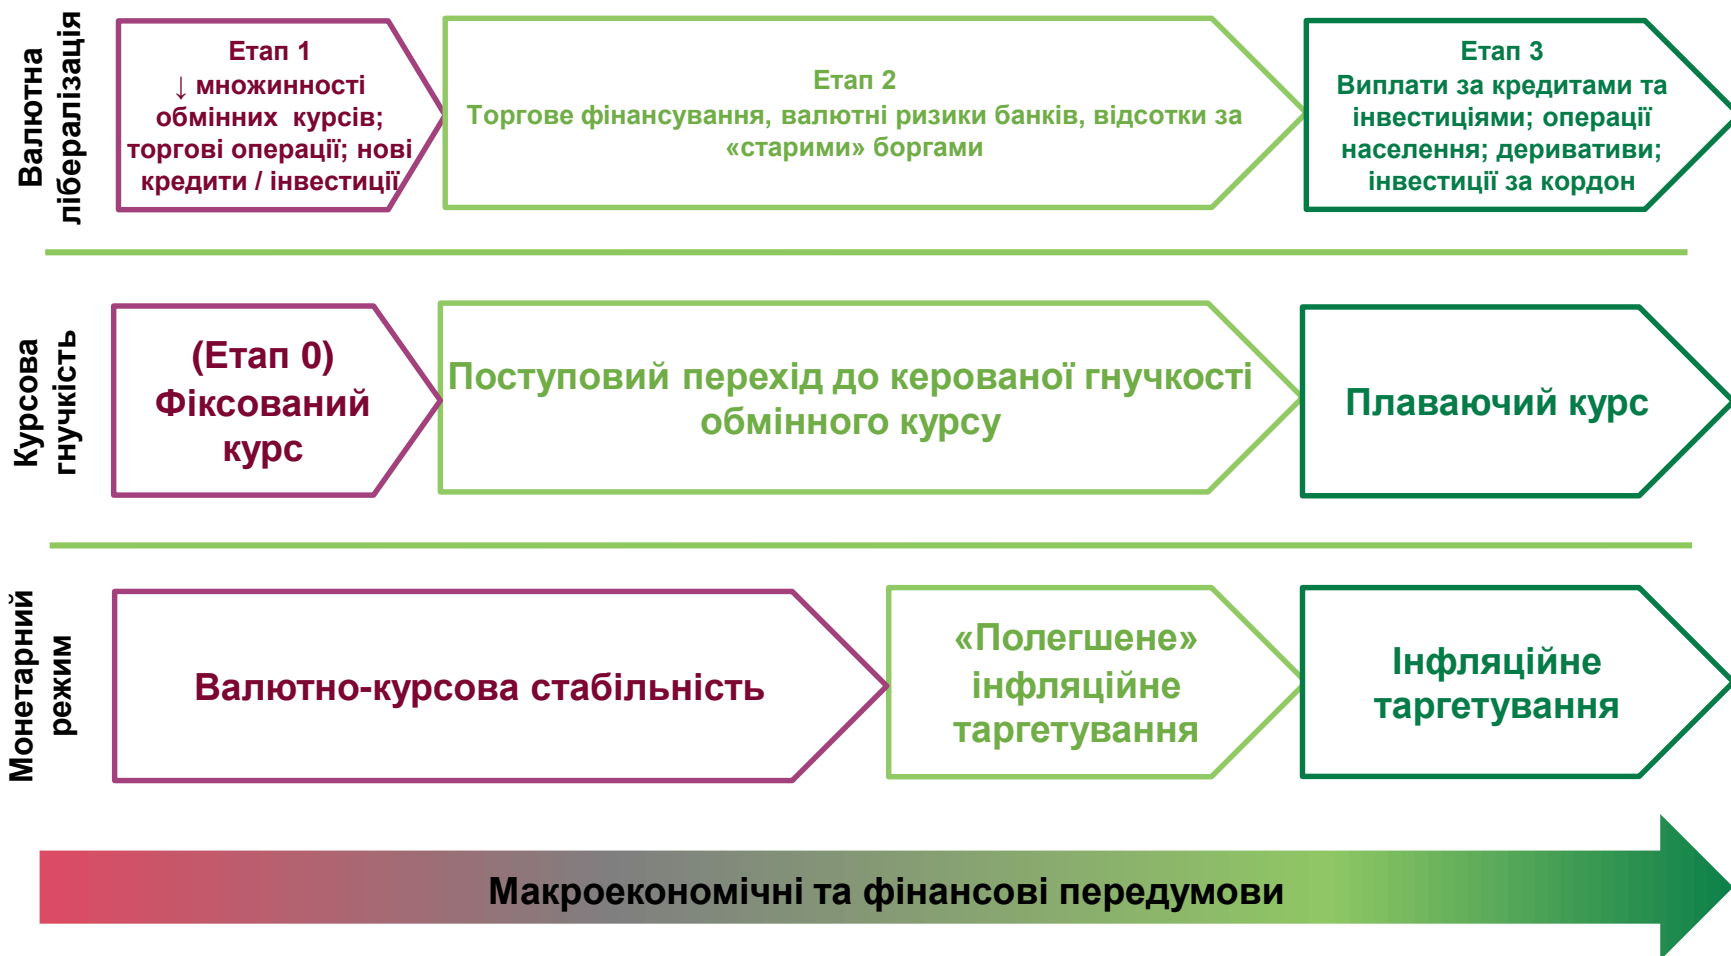 Валютна
лібералізація
Етап 1
↓ множинності
обмінних курсів;
торгові операції; нові
кредити / інвестиції
Етап 2
Торгове фінансування, валютні ризики банків, відсотки за
«старими» боргами
Етап 3
Виплати за кредитами та
інвестиціями; операції
населення; деривативи;
інвестиції за кордон
Курсова
гнучкість
(Етап 0)
Фіксований
курс
Поступовий перехід до керованої гнучкості
обмінного курсу
Плаваючий курс
Монетарний
режим
Валютно-курсова стабільність
«Полегшене»
інфляційне
таргетування
Інфляційне
таргетування
Макроекономічні та фінансові передумови